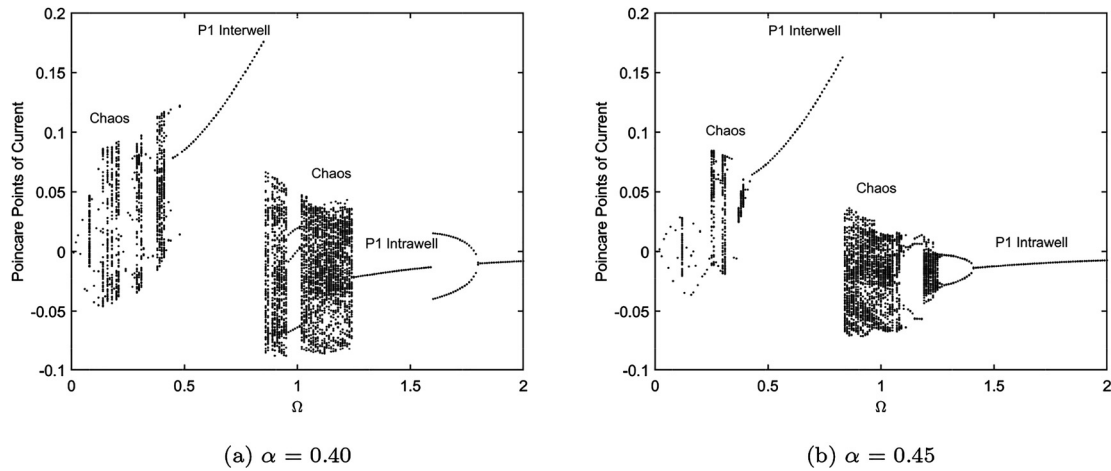 0.2
0.15
0.1
0.05
0
-0.05
-0.1
Poincare Points of Current
P1 Interwell
Chaos
Chaos
P1 Intrawell
0 0.5 1 1.5 2
Ω
(a) α = 0.40
0.2
0.15
0.1
0.05
0
-0.05
-0.1
Poincare Points of Current
P1 Interwell
Chaos
Chaos
P1 Intrawell
0 0.5 1 1.5 2
Ω
(b) α = 0.45